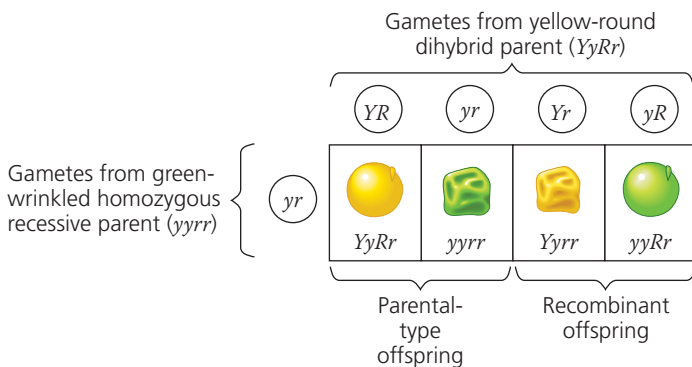 Gametes from yellow-round
dihybrid parent (YyRr)
YR yr Yr yR
Gametes from green-
wrinkled homozygous
recessive parent (yyrr)
yr
YyRr yyrr Yyrr yyRr
Parental-
type
offspring
Recombinant
offspring